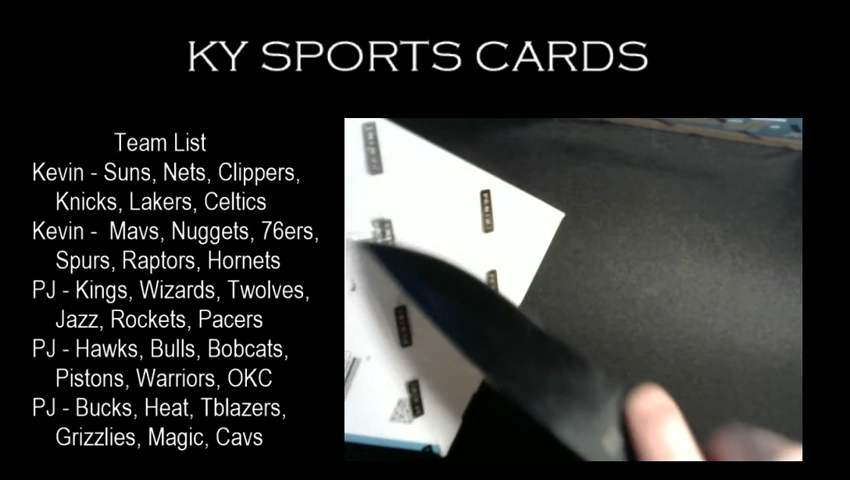 KY SPORTS CARDS
Team List
Kevin - Suns, Nets, Clippers,
Knicks, Lakers, Celtics
Kevin - Mavs, Nuggets, 76ers,
Spurs, Raptors, Hornets
PJ - Kings, Wizards, Twolves,
Jazz, Rockets, Pacers
PJ - Hawks, Bulls, Bobcats,
Pistons, Warriors, OKC
PJ - Bucks, Heat, Tblazers,
Grizzlies, Magic, Cavs